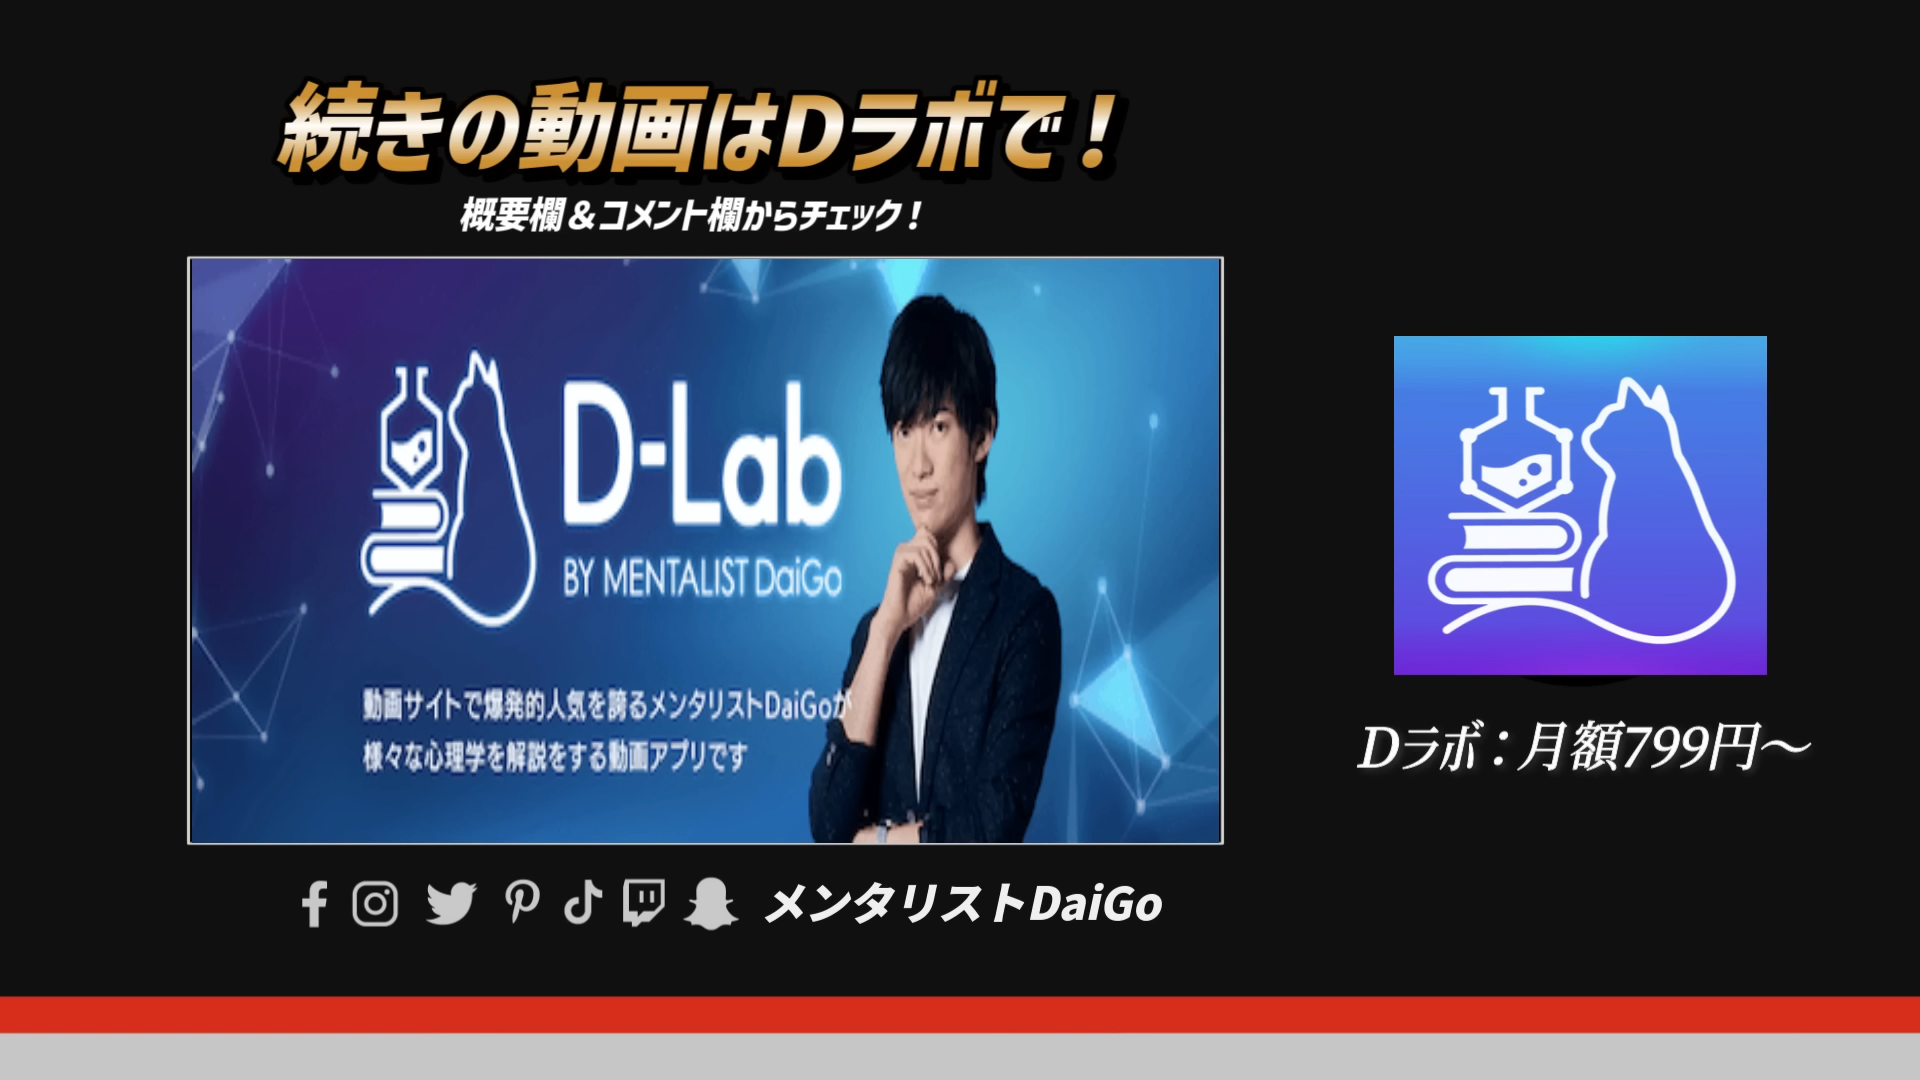 続きの動画はDラボで！
概要欄＆コメント欄からチェック！
D-Lab
BY MENTALIST DaiGo
動画サイトで爆発的人気を誇るメンタリストDaiGoが
様々な心理学を解説をする動画アプリです
Dラボ：月額799円〜
メンタリストDaiGo